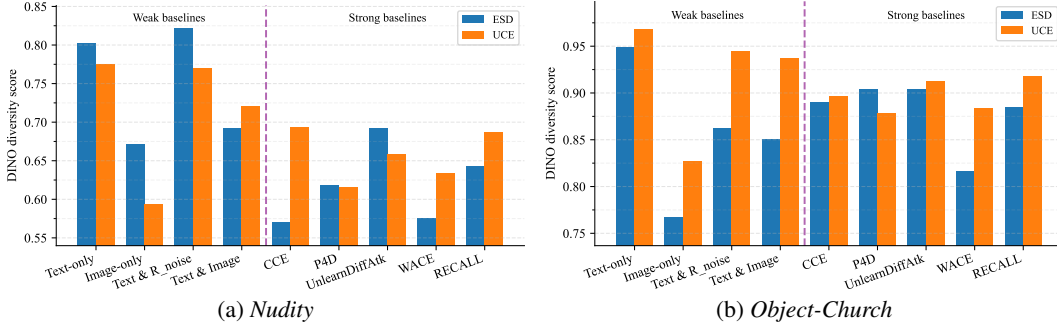 Weak baselines
Strong baselines
ESD
UCE
DINO diversity score
0.85
0.80
0.75
0.70
0.65
0.60
0.55
Text-only
Image-only
Text & R_noise
Text & Image
CCE
P4D
UnlearnDiffAtk
WACE
RECALL
(a) Nudity
Weak baselines
Strong baselines
ESD
UCE
DINO diversity score
0.95
0.90
0.85
0.80
0.75
Text-only
Image-only
Text & R_noise
Text & Image
CCE
P4D
UnlearnDiffAtk
WACE
RECALL
(b) Object-Church